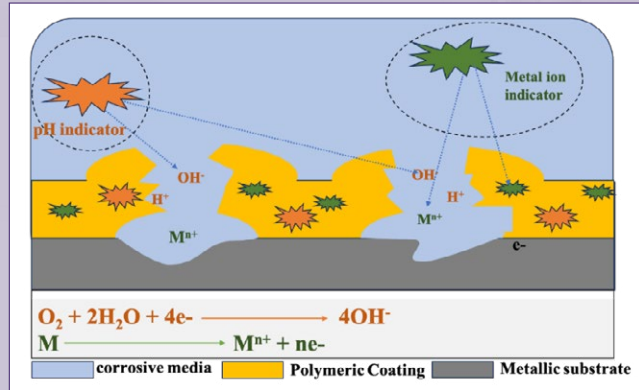 Metal ion
indicator
pH indicator
OH-
H+
Mn+
OH-
H+
Mn+
e-
O2 + 2H2O + 4e- 4OH-
M Mn+ + ne-
corrosive media Polymeric Coating Metallic substrate